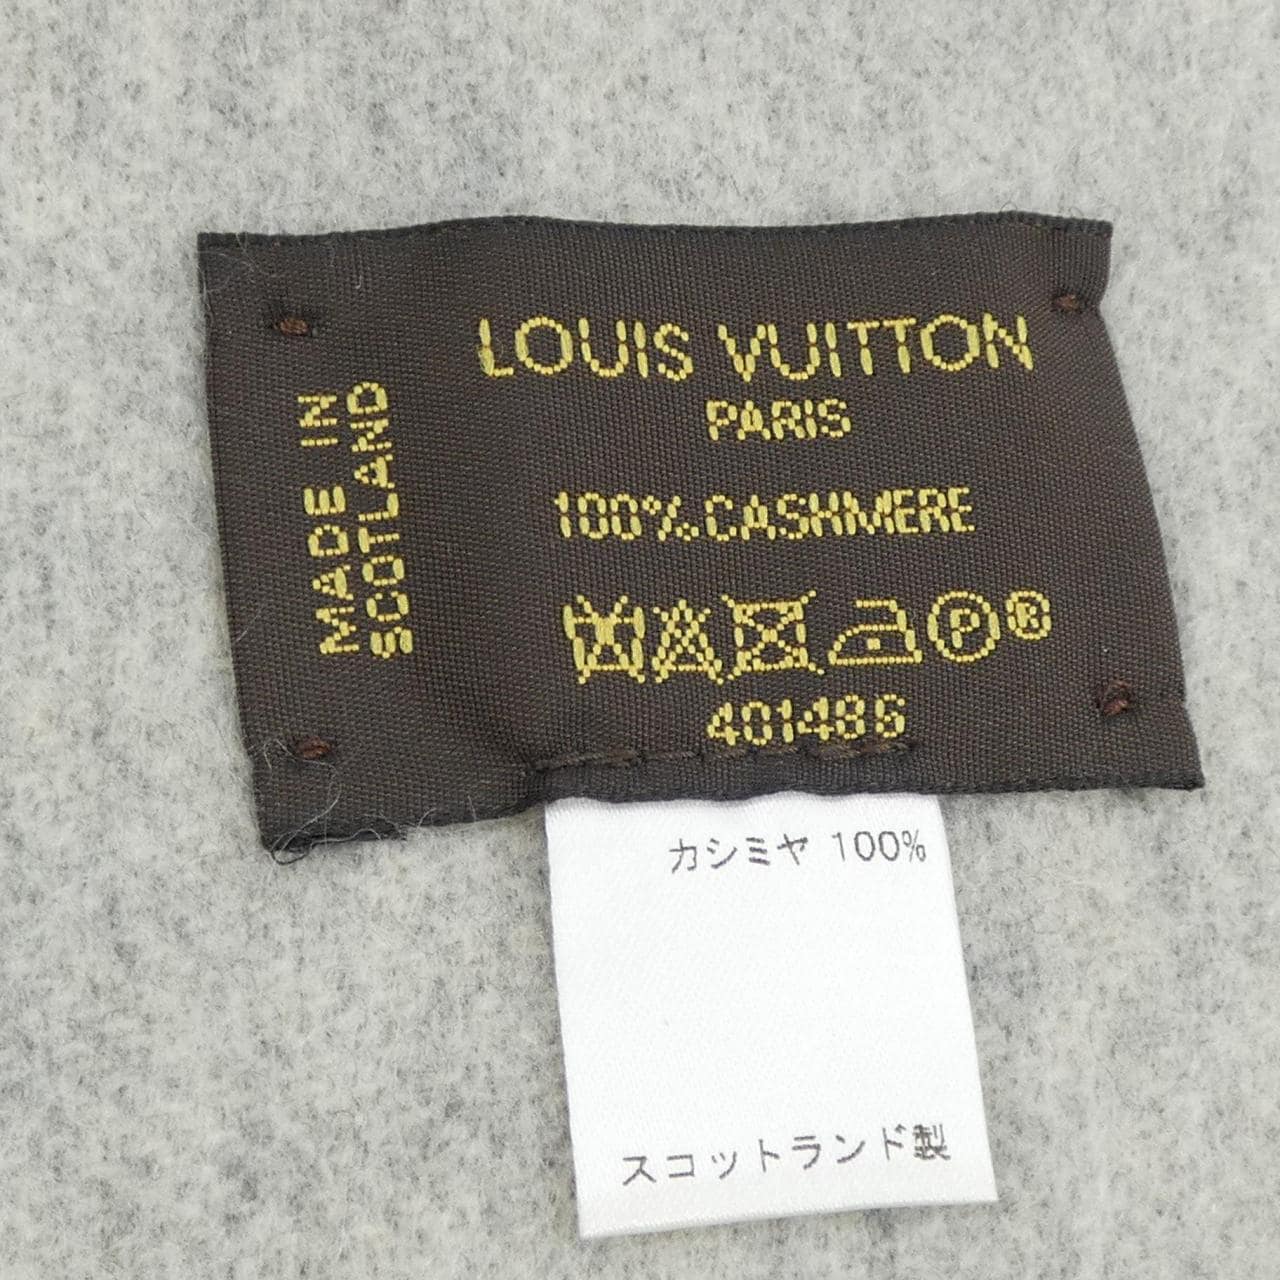 LOUIS VUITTON
PARIS
100% CASHMERE
P ®
401486
MADE IN
SCOTLAND
カシミヤ 100%
スコットランド製